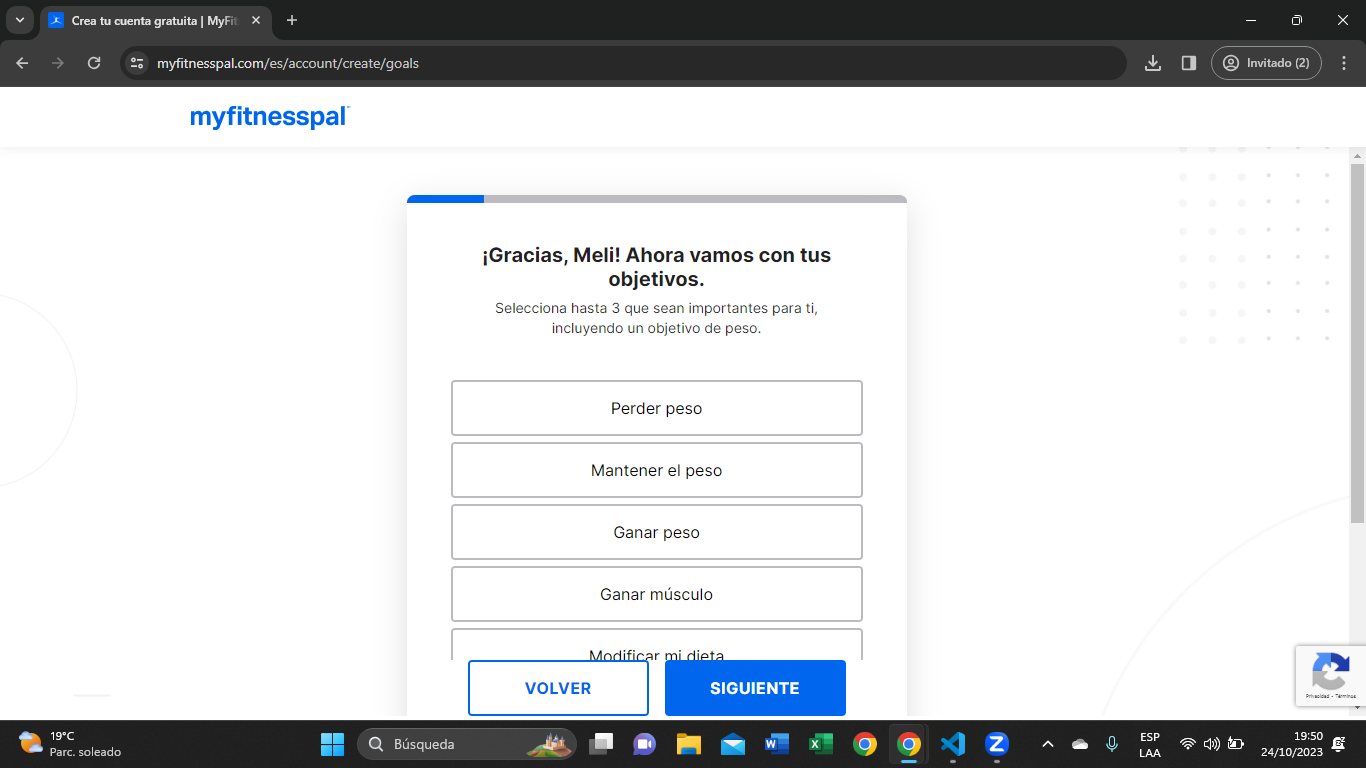 Crea tu cuenta gratuita | MyFit
myfitnesspal.com/es/account/create/goals
Invitado (2)
myfitnesspal
¡Gracias, Meli! Ahora vamos con tus
objetivos.
Selecciona hasta 3 que sean importantes para ti,
incluyendo un objetivo de peso.
Perder peso
Mantener el peso
Ganar peso
Ganar músculo
Modificar mi dieta
VOLVER
SIGUIENTE
Privacidad - Términos
19°C
Parc. soleado
Búsqueda
ESP
LAA
19:50
24/10/2023